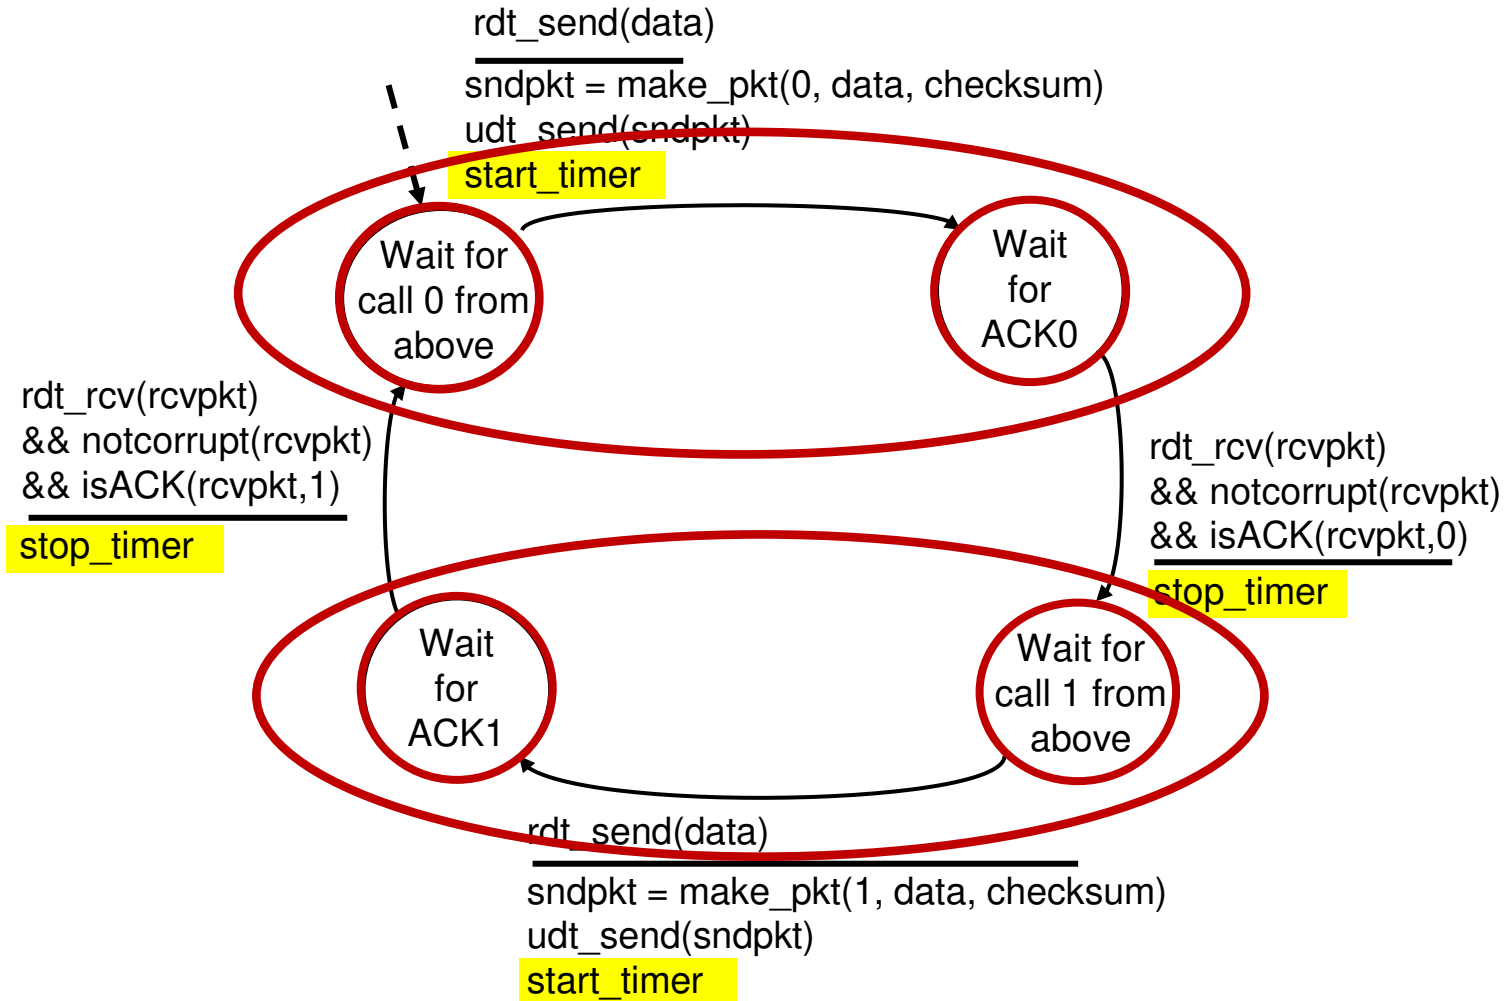 rdt_send(data)
sndpkt = make_pkt(0, data, checksum)
udt_send(sndpkt)
start_timer
Wait for
call 0 from
above
Wait
for
ACK0
rdt_rcv(rcvpkt)
&& notcorrupt(rcvpkt)
&& isACK(rcvpkt,1)
stop_timer
rdt_rcv(rcvpkt)
&& notcorrupt(rcvpkt)
&& isACK(rcvpkt,0)
stop_timer
Wait
for
ACK1
Wait for
call 1 from
above
rdt_send(data)
sndpkt = make_pkt(1, data, checksum)
udt_send(sndpkt)
start_timer